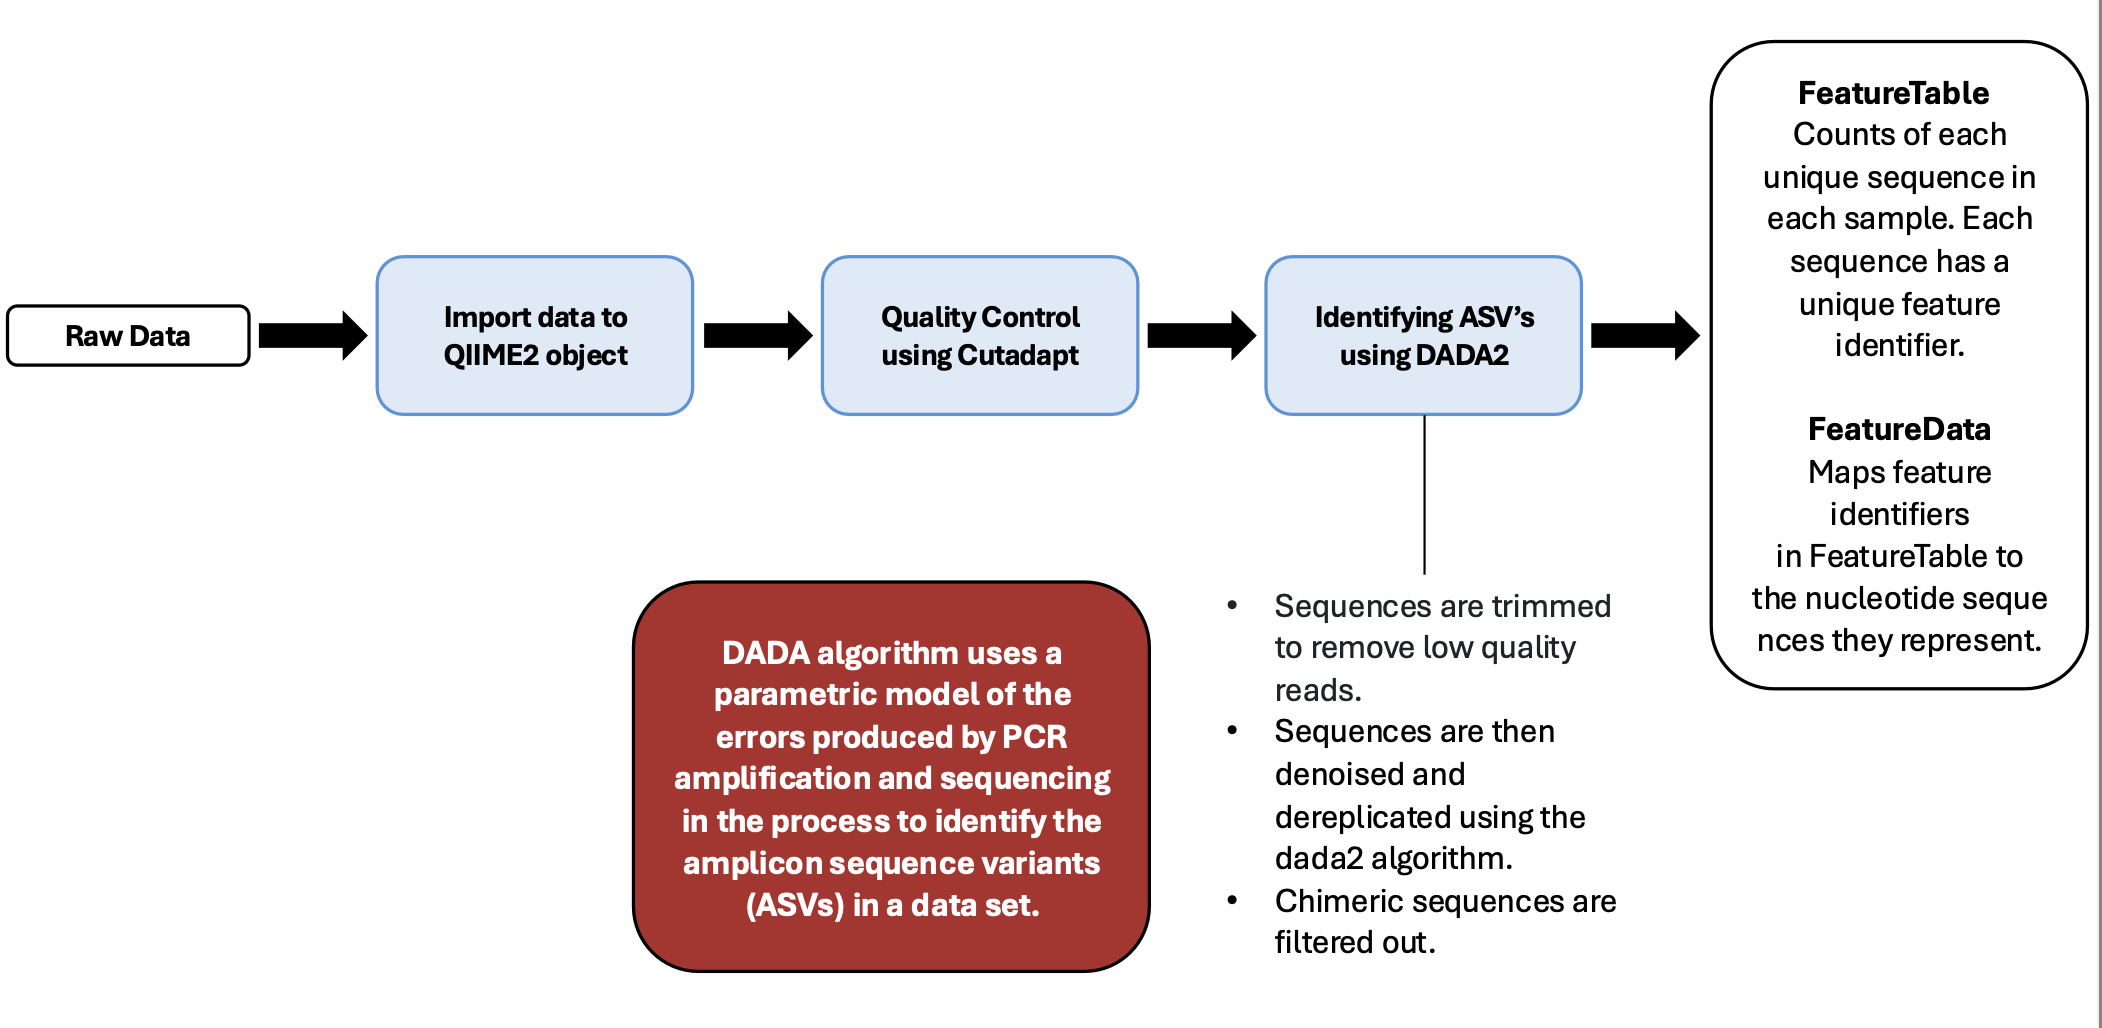 Raw Data
Import data to
QIIME2 object
Quality Control
using Cutadapt
Identifying ASV's
using DADA2
FeatureTable
Counts of each
unique sequence in
each sample. Each
sequence has a
unique feature
identifier.
FeatureData
Maps feature
identifiers
in FeatureTable to
the nucleotide seque
nces they represent.
DADA algorithm uses a
parametric model of the
errors produced by PCR
amplification and sequencing
in the process to identify the
amplicon sequence variants
(ASVs) in a data set.
• Sequences are trimmed
to remove low quality
reads.
• Sequences are then
denoised and
dereplicated using the
dada2 algorithm.
• Chimeric sequences are
filtered out.